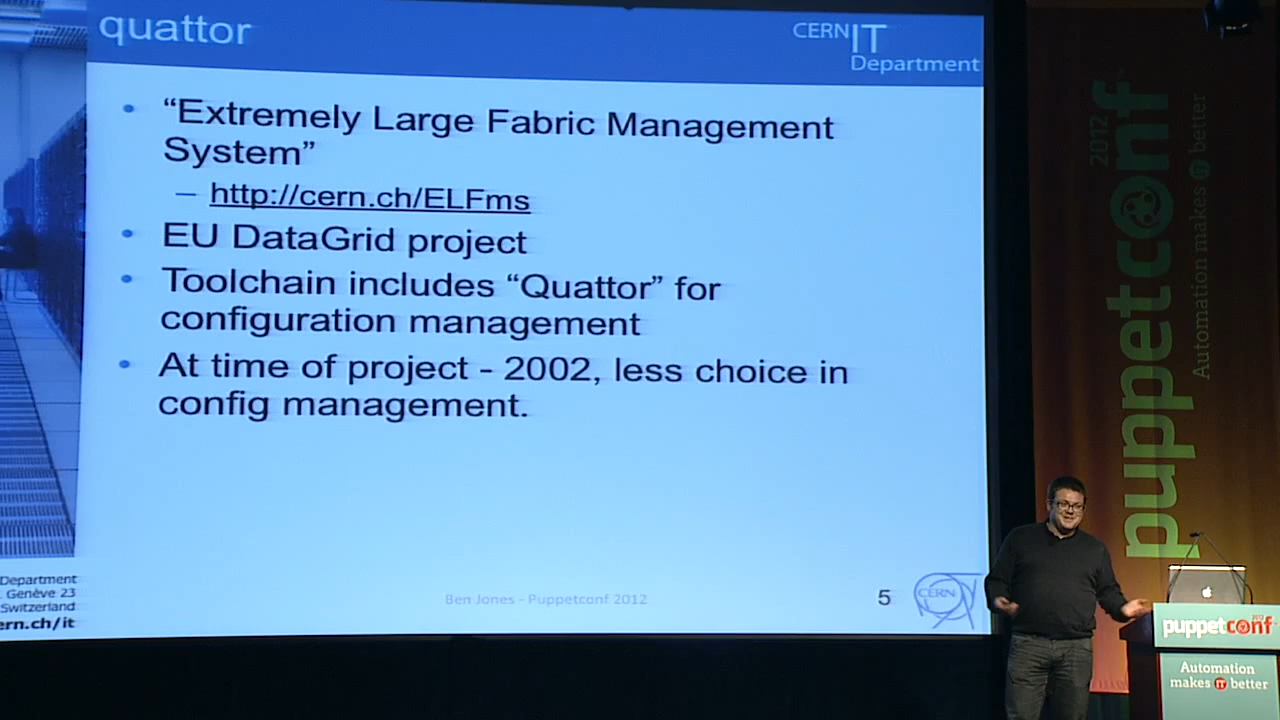 quattor
CERN IT
Department
• “Extremely Large Fabric Management
System”
– http://cern.ch/ELFms
• EU DataGrid project
• Toolchain includes “Quattor” for
configuration management
• At time of project - 2002, less choice in
config management.
Department
Genève 23
Switzerland
ern.ch/it
Ben Jones - Puppetconf 2012
5
CERN
puppetconf
2012
Automation makes IT better
puppetconf
2012
Automation
makes IT better